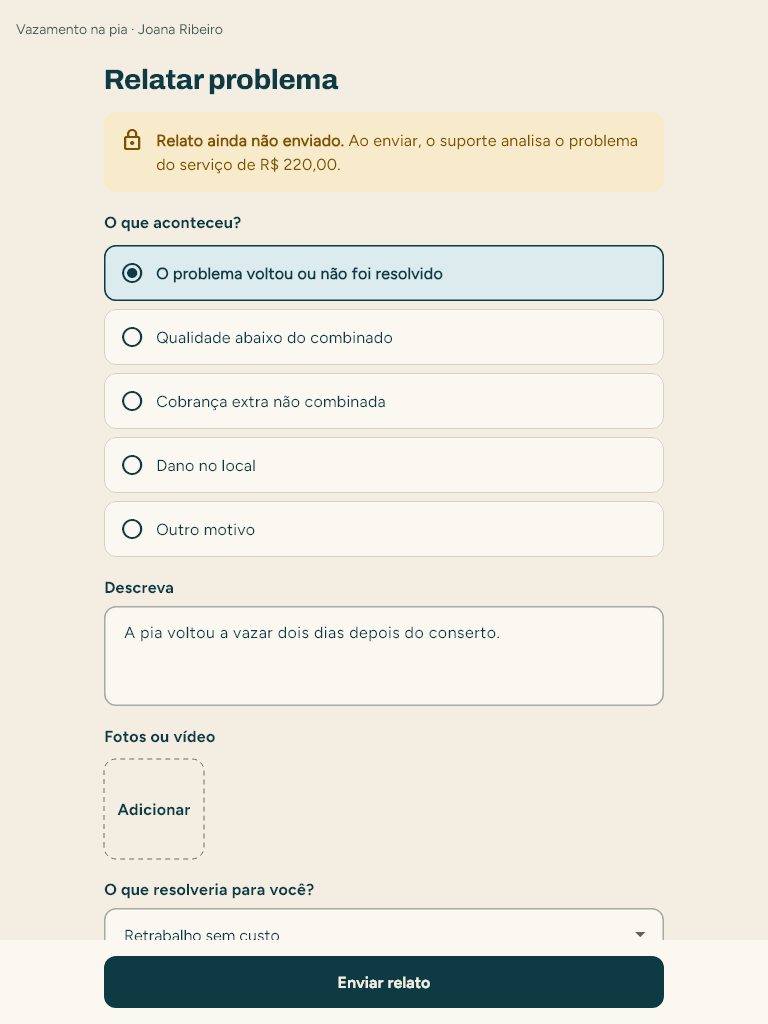 Vazamento na pia · Joana Ribeiro
Relatar problema
Relato ainda não enviado. Ao enviar, o suporte analisa o problema
do serviço de R$ 220,00.
O que aconteceu?
O problema voltou ou não foi resolvido
Qualidade abaixo do combinado
Cobrança extra não combinada
Dano no local
Outro motivo
Descreva
A pia voltou a vazar dois dias depois do conserto.
Fotos ou vídeo
Adicionar
O que resolveria para você?
Retrabalho sem custo
Enviar relato